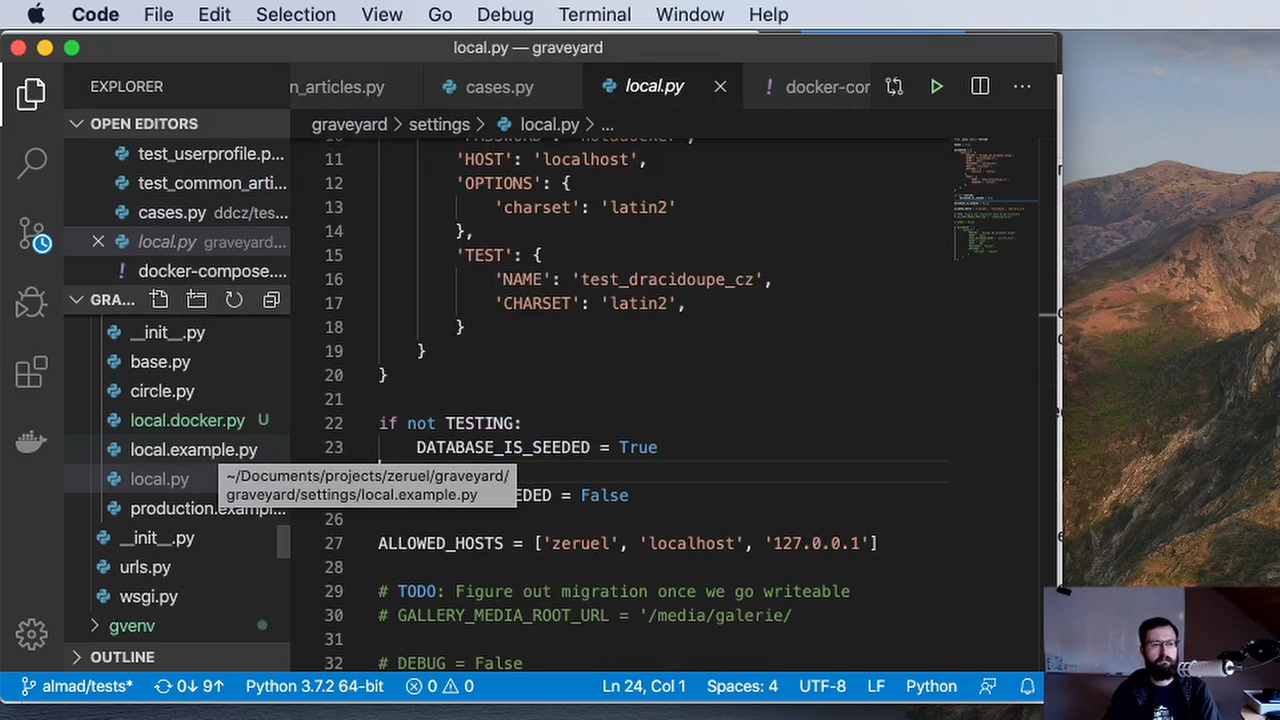 Code File Edit Selection View Go Debug Terminal Window Help
local.py — graveyard
EXPLORER
n_articles.py cases.py local.py ! docker-cor
OPEN EDITORS
graveyard > settings > local.py > ...
test_userprofile.p...
test_common_arti...
cases.py ddcz/tes...
local.py graveyard...
! docker-compose....
GRA...
__init__.py
base.py
circle.py
local.docker.py U
local.example.py
local.py
production.exampl...
__init__.py
urls.py
wsgi.py
gvenv
OUTLINE
11 'HOST': 'localhost',
12 'OPTIONS': {
13 'charset': 'latin2'
14 },
15 'TEST': {
16 'NAME': 'test_dracidoupe_cz',
17 'CHARSET': 'latin2',
18 }
19 }
20 }
21
22 if not TESTING:
23 DATABASE_IS_SEEDED = True
~/Documents/projects/zeruel/graveyard/
graveyard/settings/local.example.py
EDED = False
26
27 ALLOWED_HOSTS = ['zeruel', 'localhost', '127.0.0.1']
28
29 # TODO: Figure out migration once we go writeable
30 # GALLERY_MEDIA_ROOT_URL = '/media/galerie/
31
32 # DEBUG = False
almad/tests* 0↓ 9↑ Python 3.7.2 64-bit 0 0 Ln 24, Col 1 Spaces: 4 UTF-8 LF Python